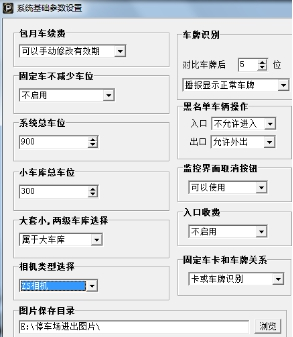 系统基础参数设置
包月车续费
可以手动修改有效期
固定车不减少车位
不启用
系统总车位
900
小车库总车位
300
大套小,两级车库选择
属于大车库
相机类型选择
ZS相机
图片保存目录
E:\停车场进出图片\
浏览
车牌识别
对比车牌后 5 位
播报显示正常车牌
黑名单车辆操作
入口 不允许进入
出口 允许外出
监控界面取消按钮
可以使用
入口收费
不启用
固定车卡和车牌关系
卡或车牌识别